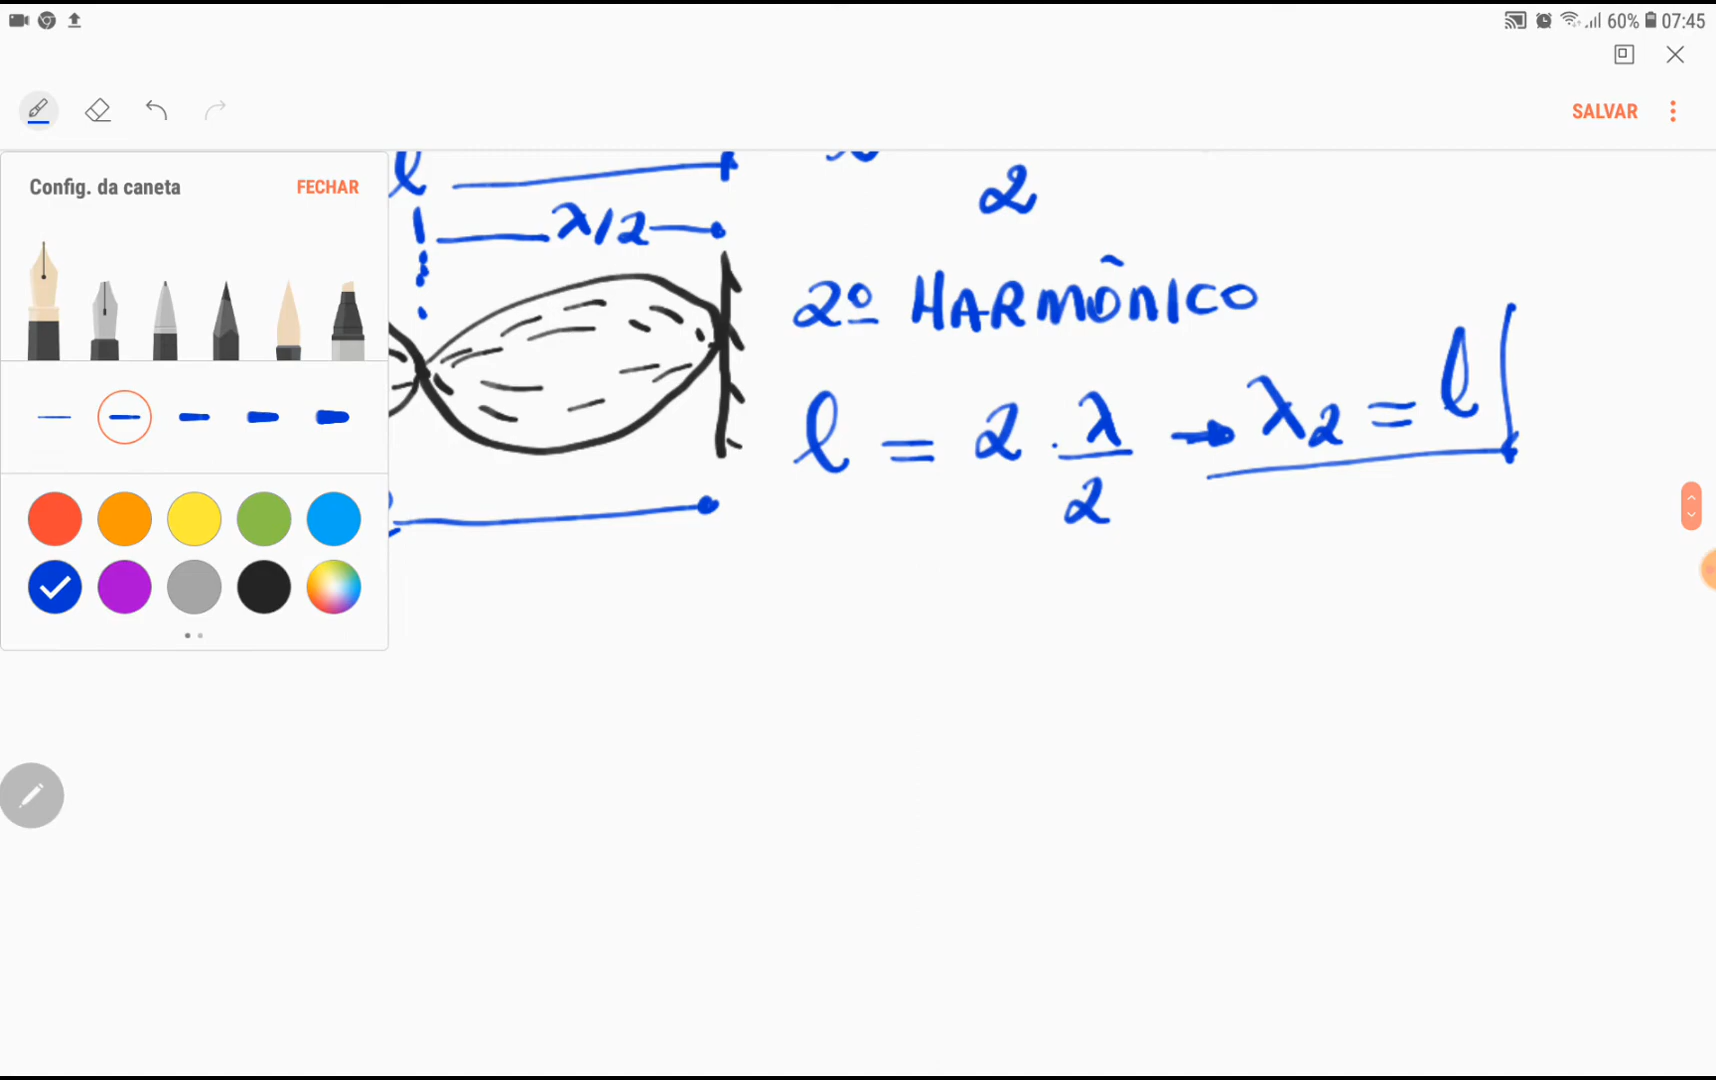 60% 07:45
SALVAR
Config. da caneta FECHAR
l
2
λ/2
2º HARMÔNICO
l = 2 . λ/2 → λ2 = l